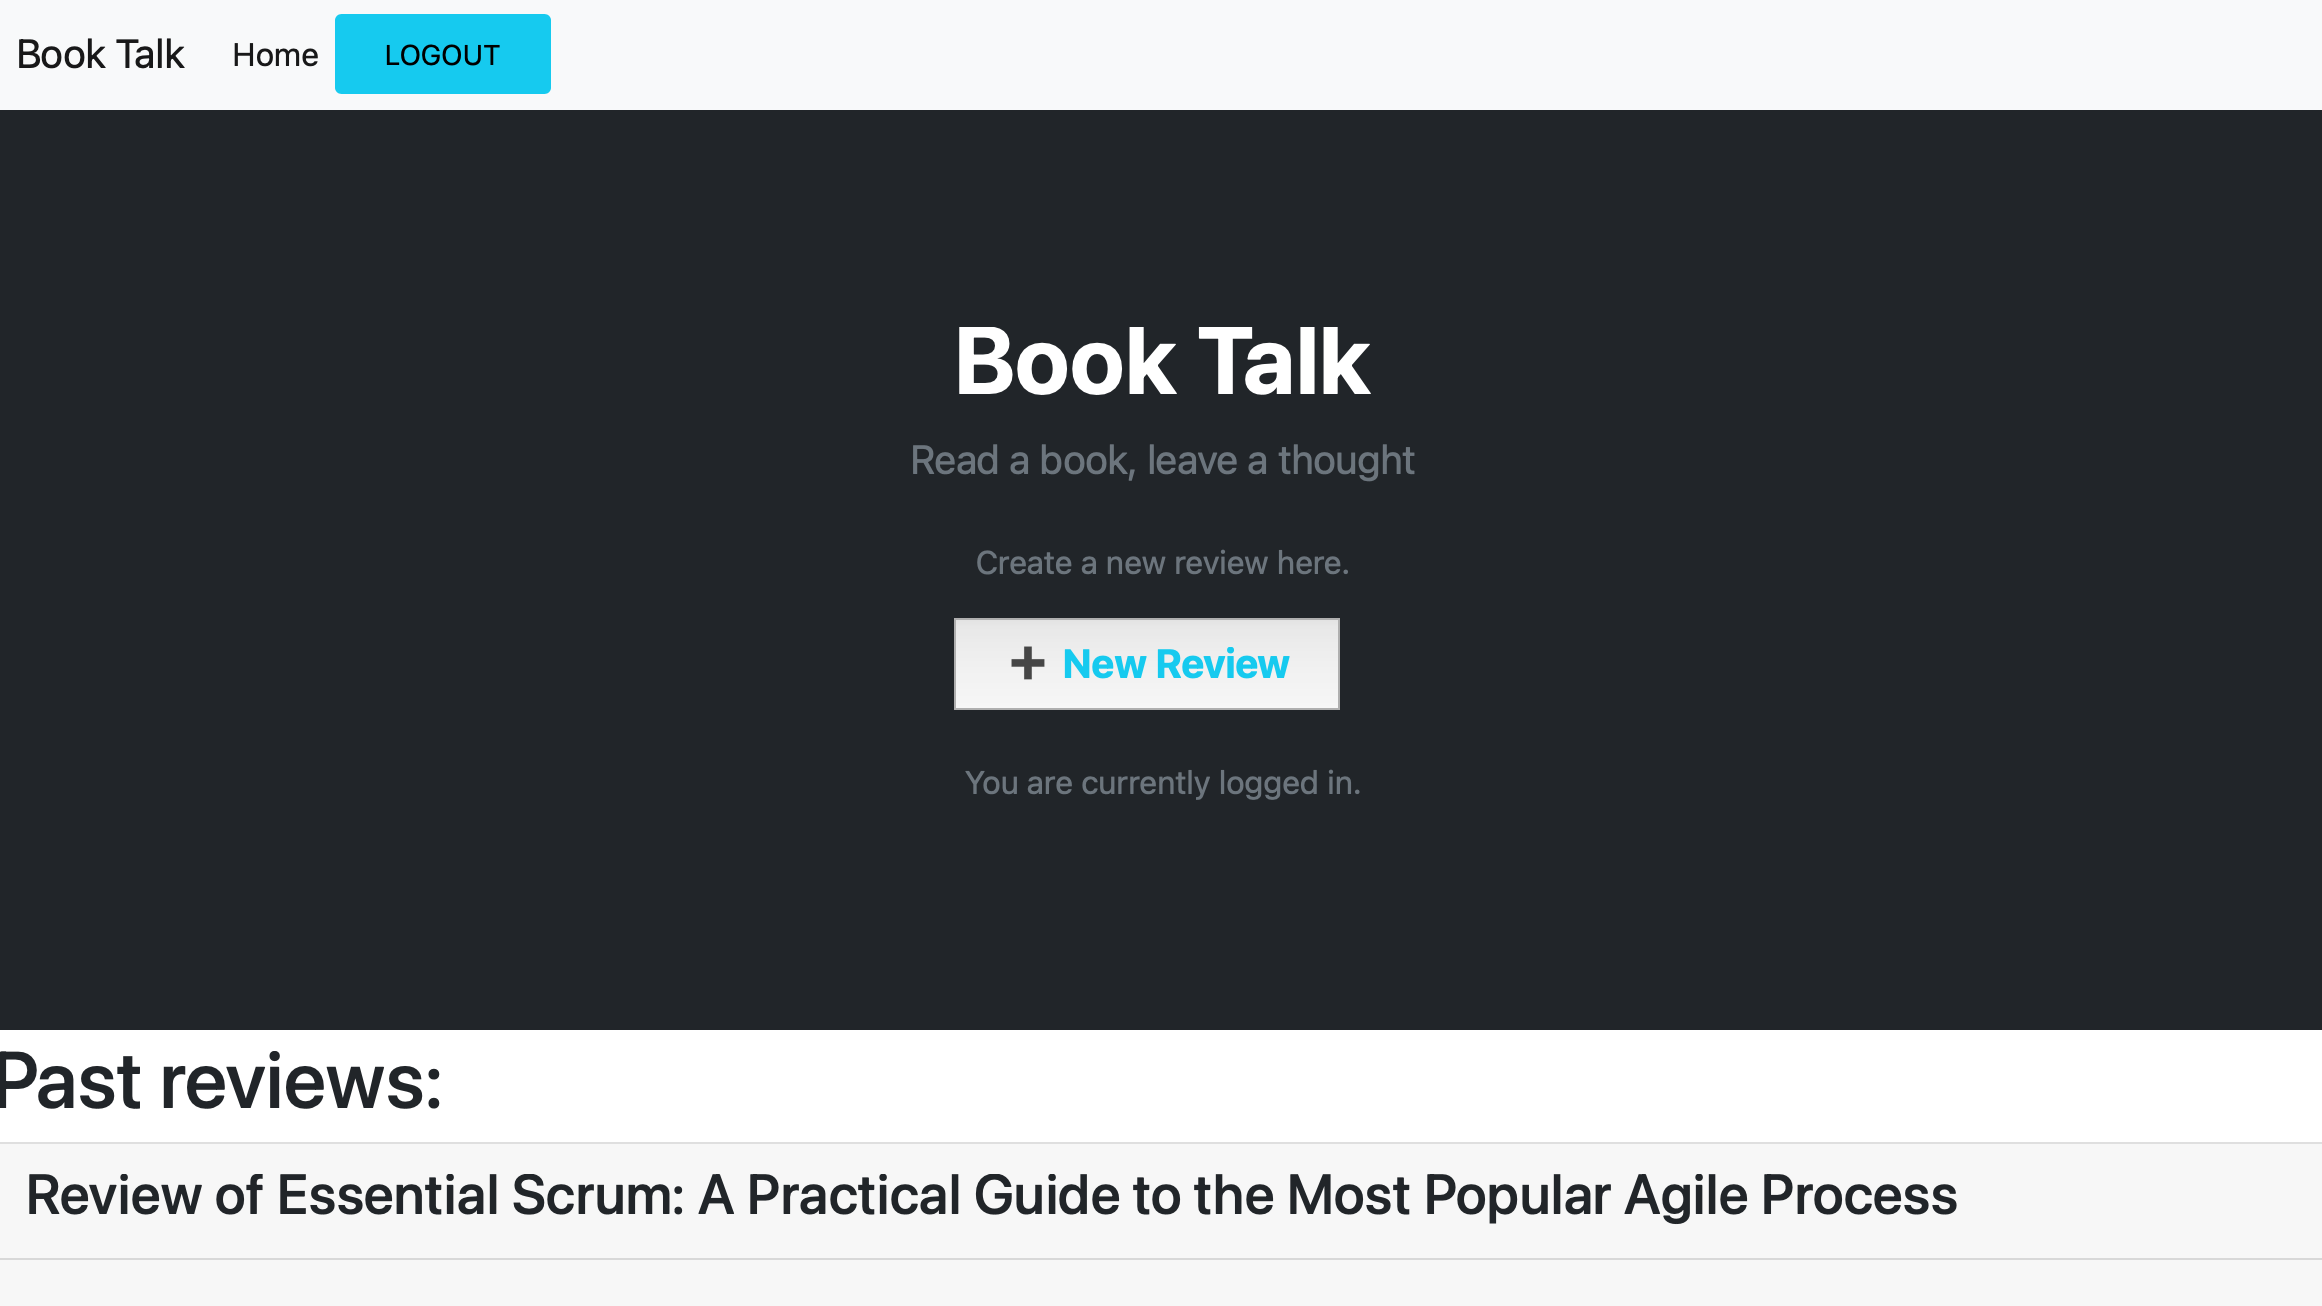 Book Talk Home LOGOUT
Book Talk
Read a book, leave a thought
Create a new review here.
+ New Review
You are currently logged in.
Past reviews:
Review of Essential Scrum: A Practical Guide to the Most Popular Agile Process